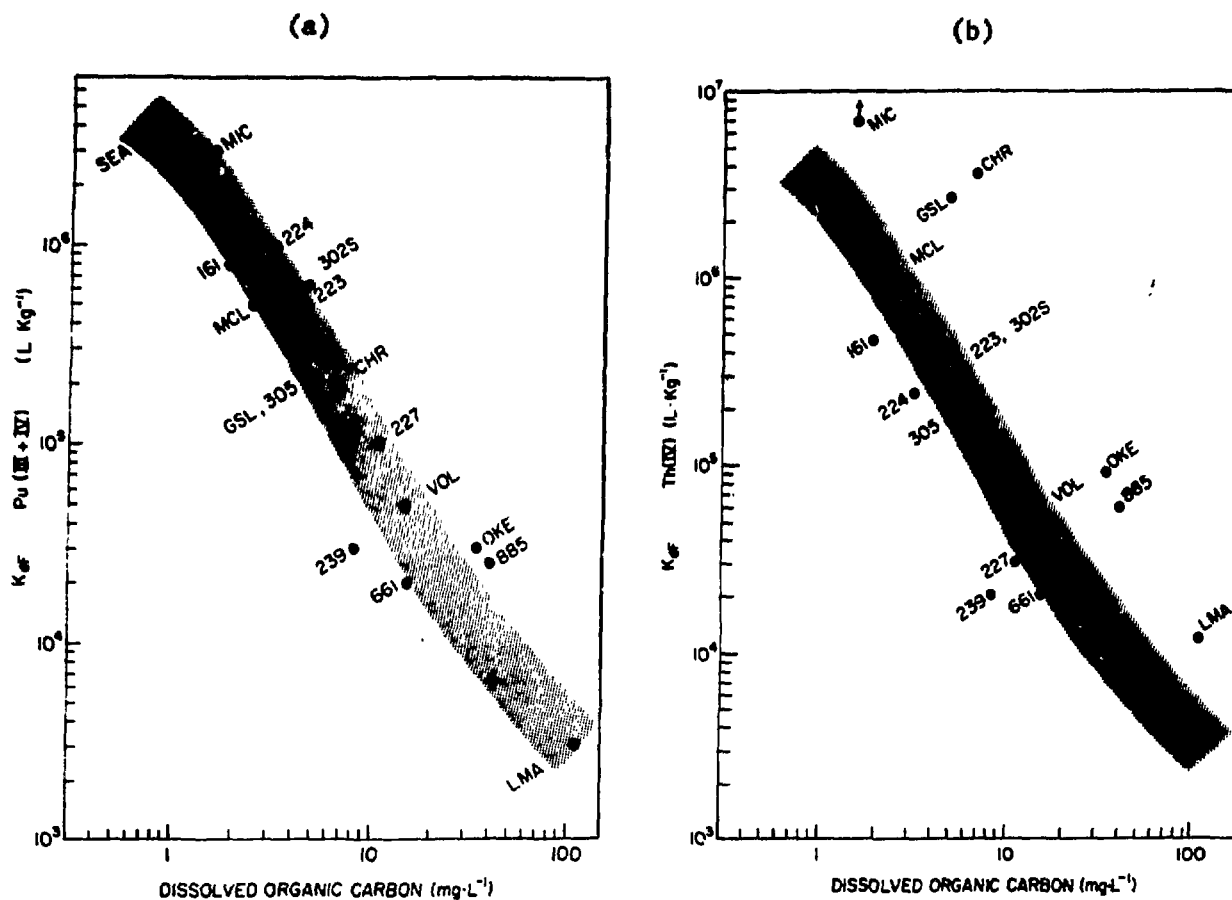 (a)
K_dF Pu (III + IV) (L Kg⁻¹)
10⁶
10⁵
10⁴
10³
SEA
MIC
224
161
302S
223
MCL
CHR
GSL, 305
227
VOL
239
OKE
885
661
LMA
1
10
100
DISSOLVED ORGANIC CARBON (mg·L⁻¹)
(b)
K_dF Th(IV) (L·Kg⁻¹)
10⁷
10⁶
10⁵
10⁴
10³
MIC
CHR
GSL
MCL
161
223, 302S
224
305
OKE
VOL
885
227
239
661
LMA
1
10
100
DISSOLVED ORGANIC CARBON (mg·L⁻¹)